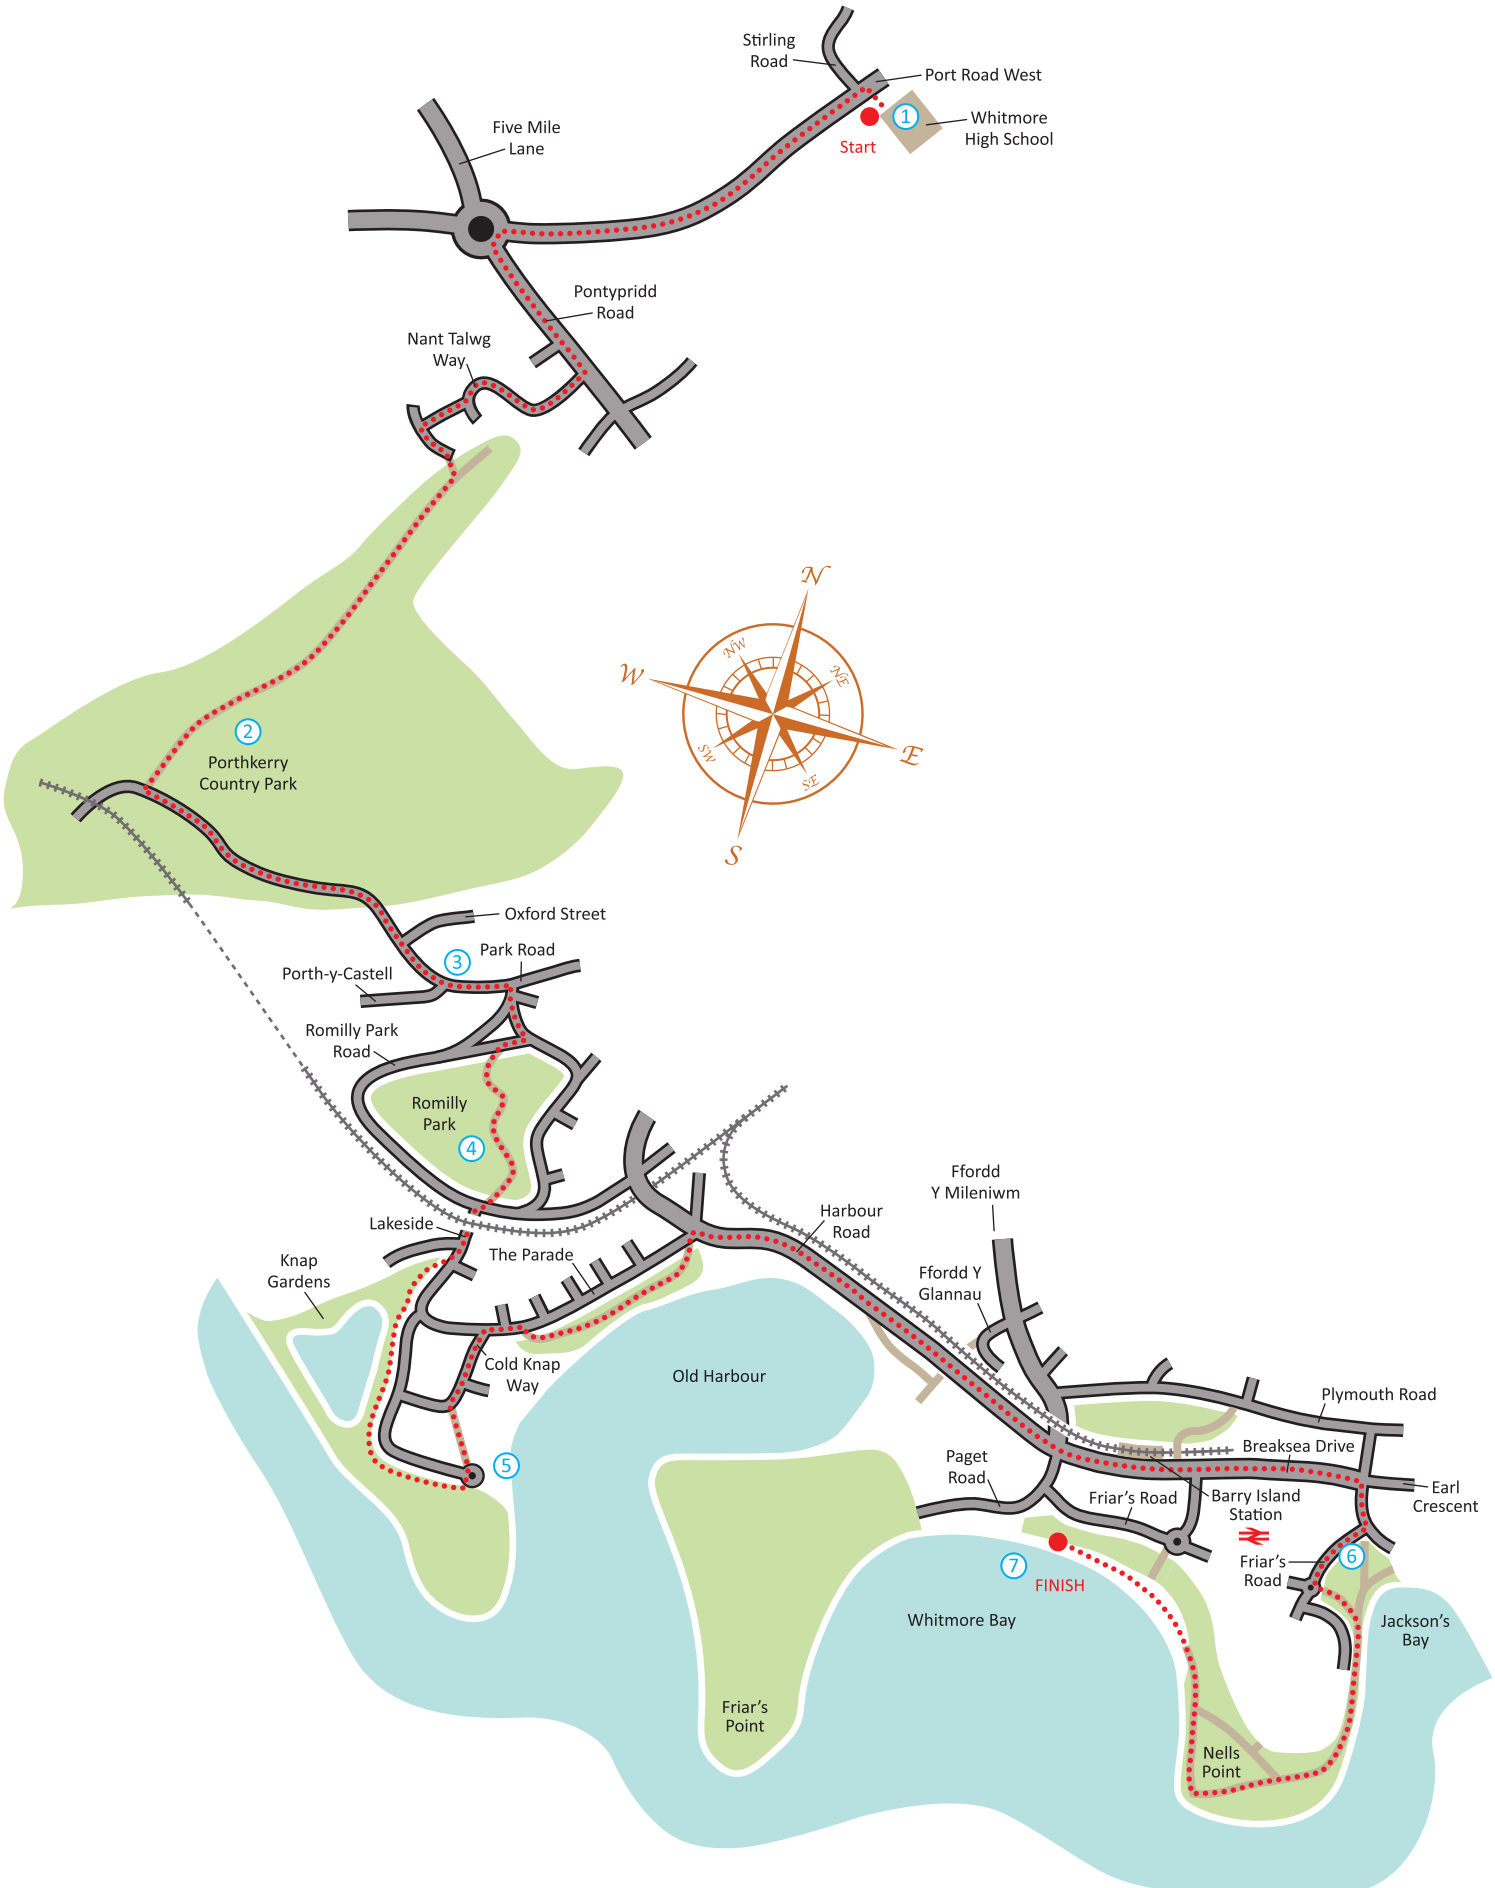 Stirling
Road
Port Road West
1
Whitmore
High School
Start
Five Mile
Lane
Pontypridd
Road
Nant Talwg
Way
N
NW
NE
W
E
SW
SE
S
2
Porthkerry
Country Park
Oxford Street
3
Park Road
Porth-y-Castell
Romilly Park
Road
Romilly
Park
4
Lakeside
The Parade
Knap
Gardens
Cold Knap
Way
5
Old Harbour
Harbour
Road
Ffordd
Y Mileniwm
Ffordd Y
Glannau
Plymouth Road
Breaksea Drive
Earl
Crescent
Paget
Road
Friar’s Road
Barry Island
Station
Friar’s
Road
6
7
FINISH
Whitmore Bay
Jackson’s
Bay
Friar’s
Point
Nells
Point